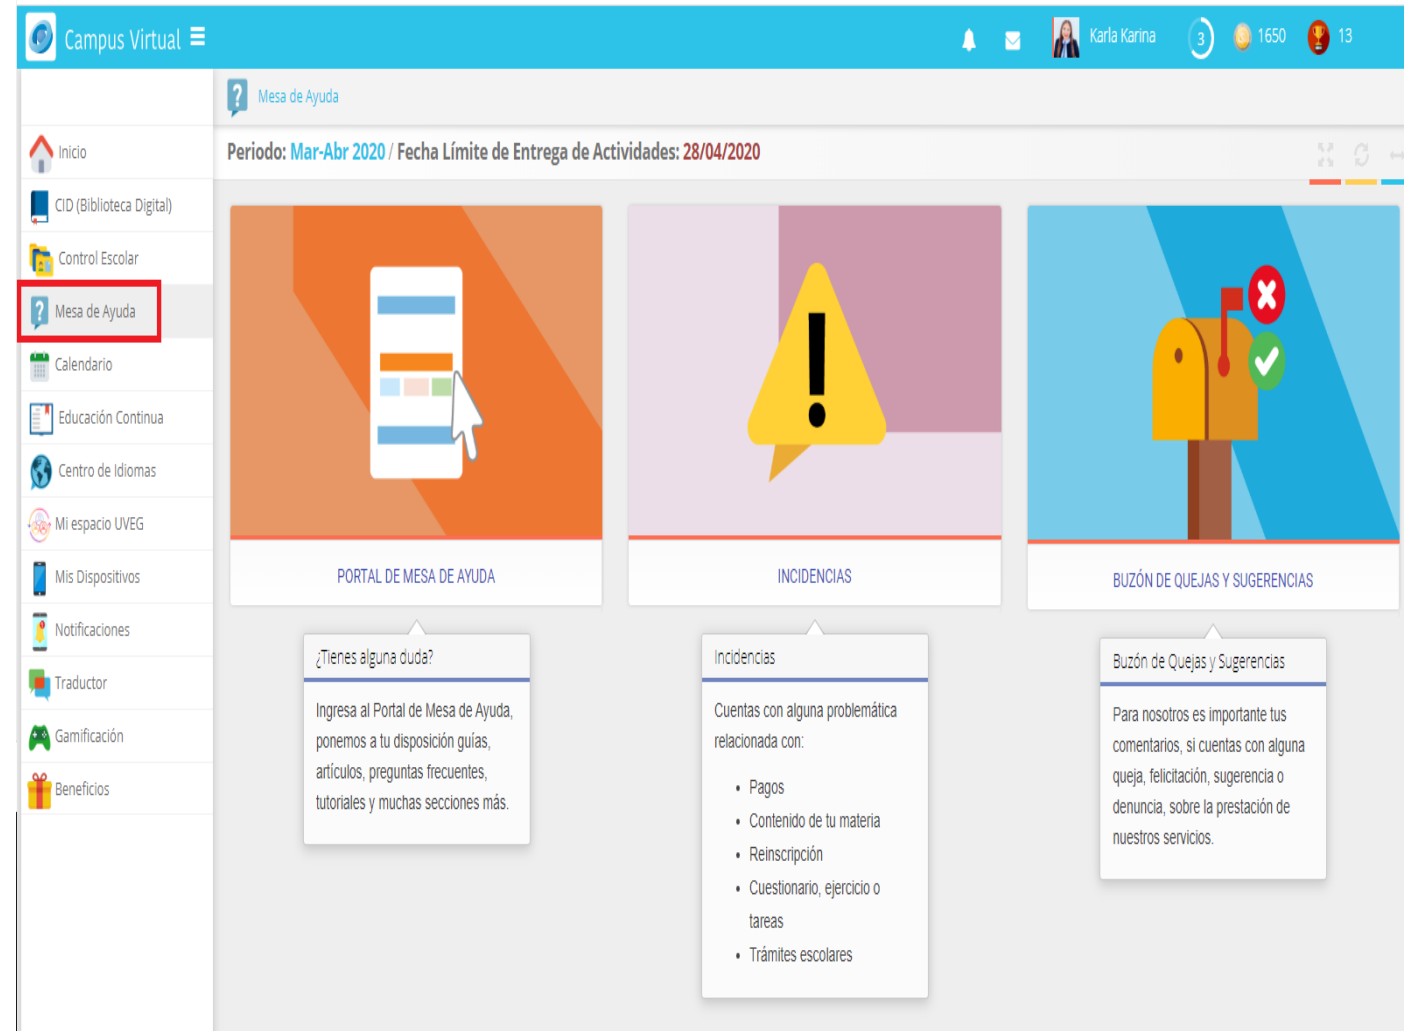 Campus Virtual
Karla Karina
3
1650
13
Mesa de Ayuda
Periodo: Mar-Abr 2020 / Fecha Límite de Entrega de Actividades: 28/04/2020
Inicio
CID (Biblioteca Digital)
Control Escolar
Mesa de Ayuda
Calendario
Educación Continua
Centro de Idiomas
Mi espacio UVEG
Mis Dispositivos
Notificaciones
Traductor
Gamificación
Beneficios
PORTAL DE MESA DE AYUDA
¿Tienes alguna duda?
Ingresa al Portal de Mesa de Ayuda,
ponemos a tu disposición guías,
artículos, preguntas frecuentes,
tutoriales y muchas secciones más.
INCIDENCIAS
Incidencias
Cuentas con alguna problemática
relacionada con:
• Pagos
• Contenido de tu materia
• Reinscripción
• Cuestionario, ejercicio o
tareas
• Trámites escolares
BUZÓN DE QUEJAS Y SUGERENCIAS
Buzón de Quejas y Sugerencias
Para nosotros es importante tus
comentarios, si cuentas con alguna
queja, felicitación, sugerencia o
denuncia, sobre la prestación de
nuestros servicios.